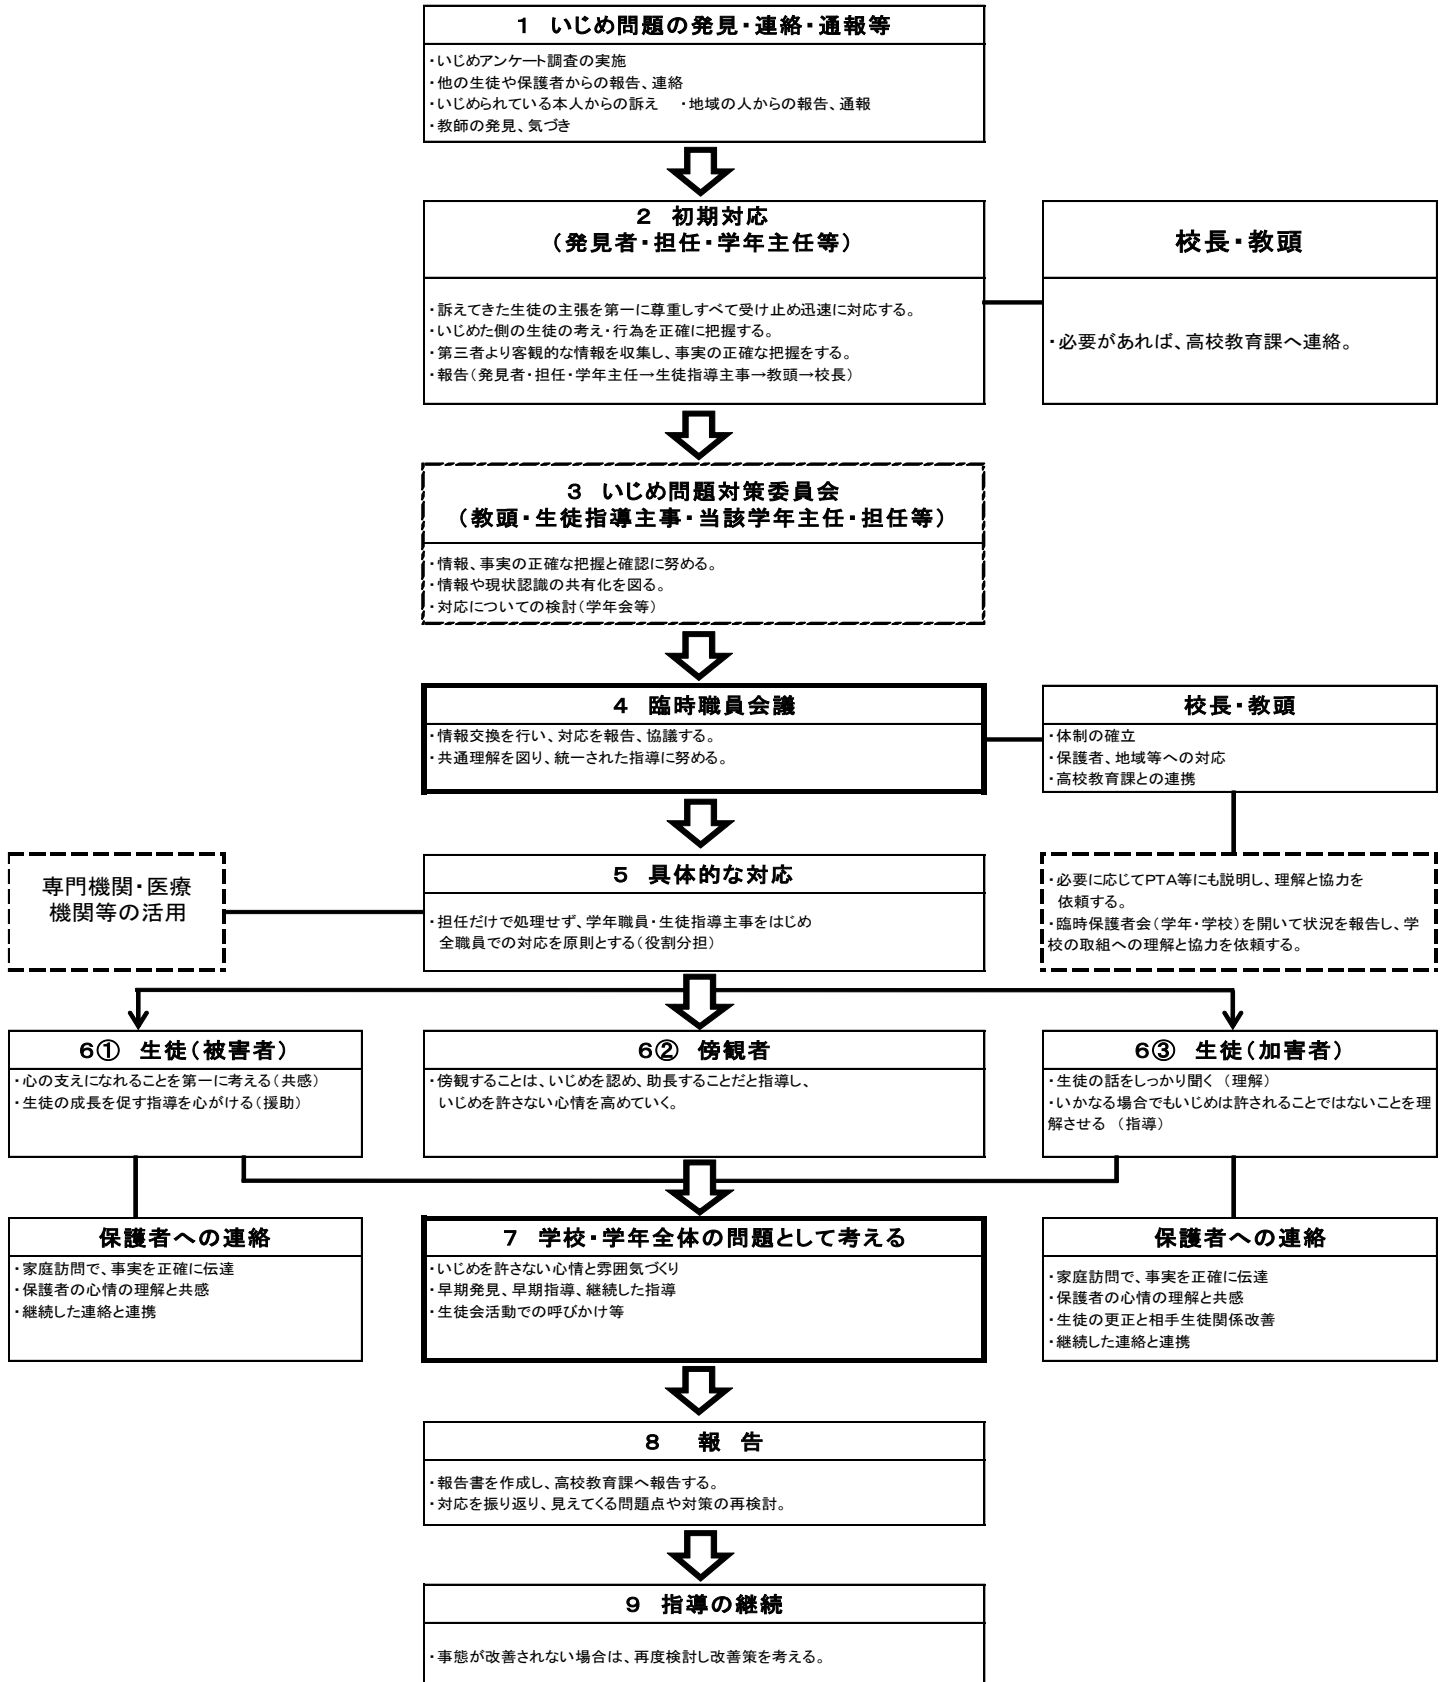 1 いじめ問題の発見・連絡・通報等
・いじめアンケート調査の実施
・他の生徒や保護者からの報告、連絡
・いじめられている本人からの訴え ・地域の人からの報告、通報
・教師の発見、気づき
2 初期対応
（発見者・担任・学年主任等）
・訴えてきた生徒の主張を第一に尊重しすべて受け止め迅速に対応する。
・いじめた側の生徒の考え・行為を正確に把握する。
・第三者より客観的な情報を収集し、事実の正確な把握をする。
・報告（発見者・担任・学年主任→生徒指導主事→教頭→校長）
校長・教頭
・必要があれば、高校教育課へ連絡。
3 いじめ問題対策委員会
（教頭・生徒指導主事・当該学年主任・担任等）
・情報、事実の正確な把握と確認に努める。
・情報や現状認識の共有化を図る。
・対応についての検討（学年会等）
4 臨時職員会議
・情報交換を行い、対応を報告、協議する。
・共通理解を図り、統一された指導に努める。
校長・教頭
・体制の確立
・保護者、地域等への対応
・高校教育課との連携
専門機関・医療
機関等の活用
5 具体的な対応
・担任だけで処理せず、学年職員・生徒指導主事をはじめ
全職員での対応を原則とする（役割分担）
・必要に応じてPTA等にも説明し、理解と協力を
依頼する。
・臨時保護者会（学年・学校）を開いて状況を報告し、学
校の取組への理解と協力を依頼する。
6① 生徒（被害者）
・心の支えになれることを第一に考える（共感）
・生徒の成長を促す指導を心がける（援助）
6② 傍観者
・傍観することは、いじめを認め、助長することだと指導し、
いじめを許さない心情を高めていく。
6③ 生徒（加害者）
・生徒の話をしっかり聞く （理解）
・いかなる場合でもいじめは許されることではないことを理
解させる （指導）
保護者への連絡
・家庭訪問で、事実を正確に伝達
・保護者の心情の理解と共感
・継続した連絡と連携
7 学校・学年全体の問題として考える
・いじめを許さない心情と雰囲気づくり
・早期発見、早期指導、継続した指導
・生徒会活動での呼びかけ等
保護者への連絡
・家庭訪問で、事実を正確に伝達
・保護者の心情の理解と共感
・生徒の更正と相手生徒関係改善
・継続した連絡と連携
8 報 告
・報告書を作成し、高校教育課へ報告する。
・対応を振り返り、見えてくる問題点や対策の再検討。
9 指導の継続
・事態が改善されない場合は、再度検討し改善策を考える。